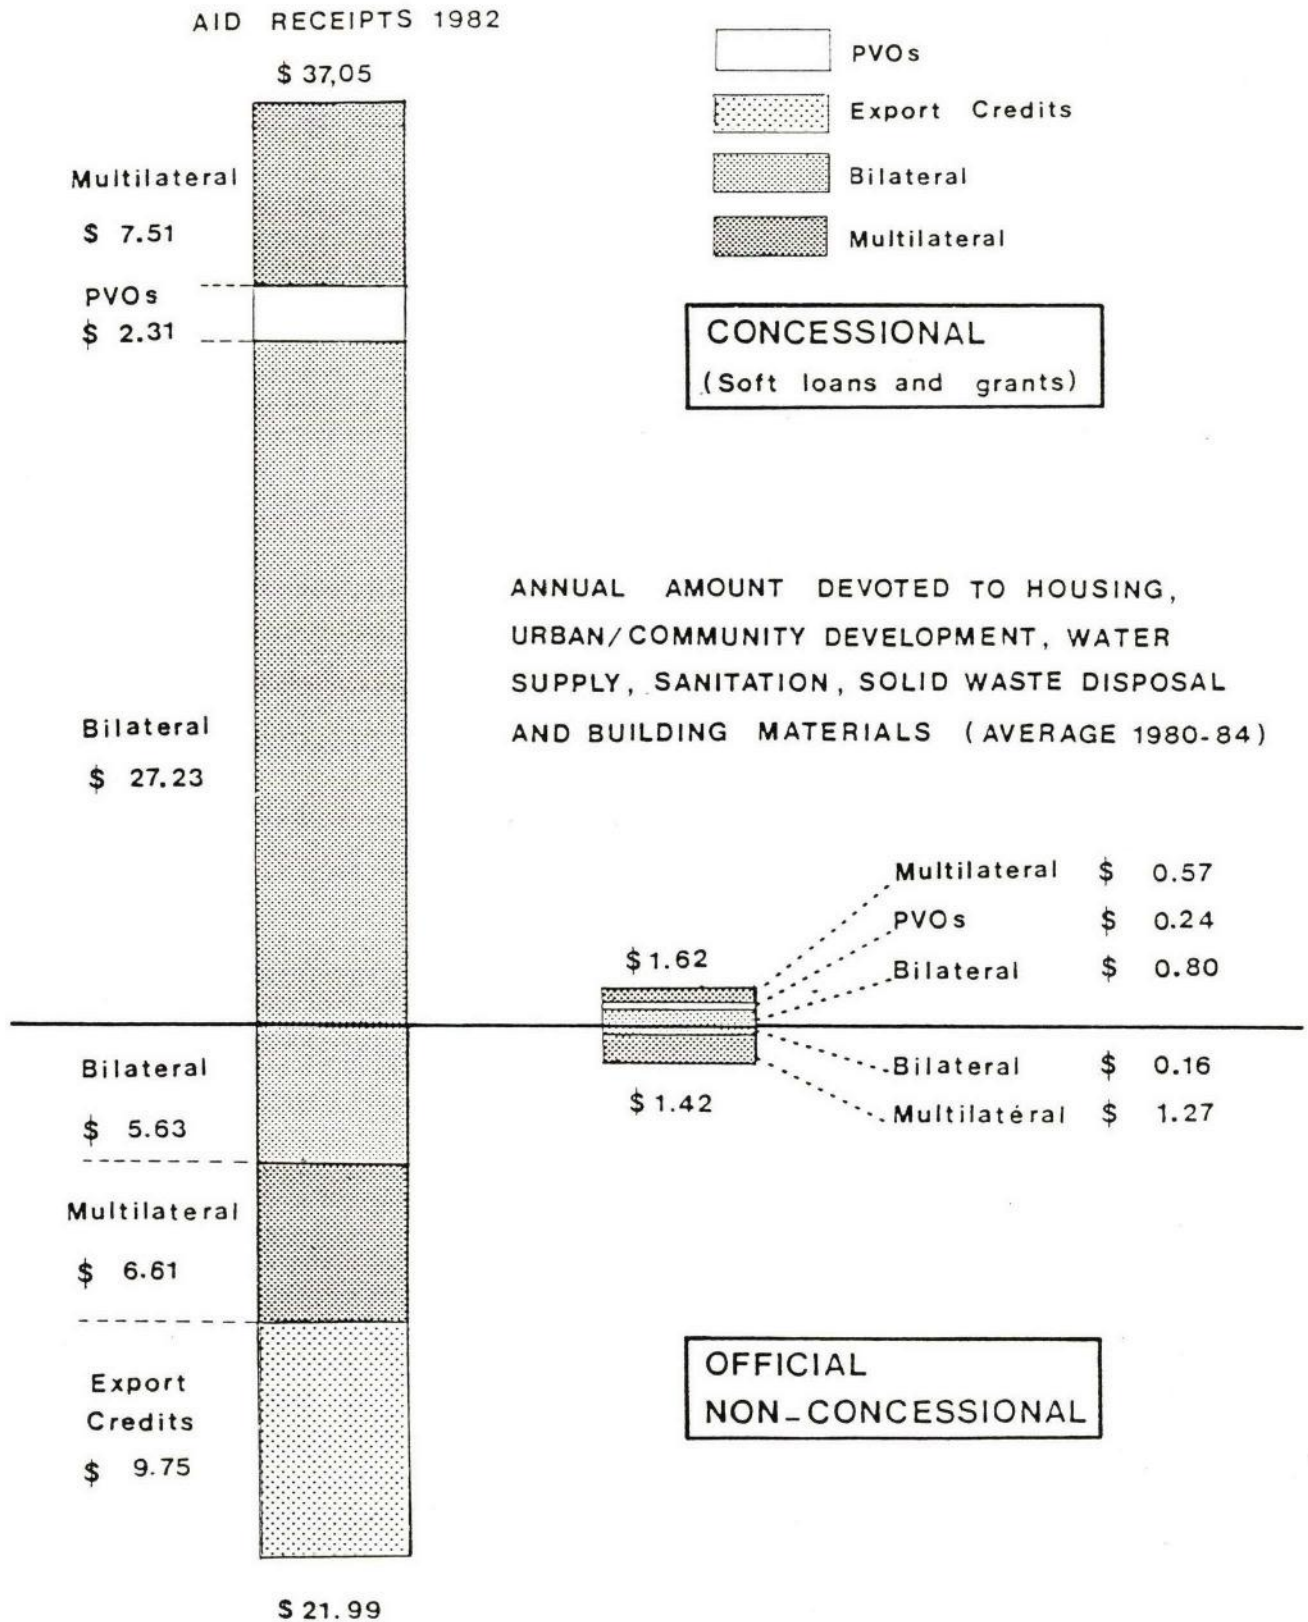 AID RECEIPTS 1982
$ 37,05
Multilateral
$ 7.51
PVOs
$ 2.31
Bilateral
$ 27.23
Bilateral
$ 5.63
Multilateral
$ 6.61
Export
Credits
$ 9.75
$ 21.99
PVOs
Export Credits
Bilateral
Multilateral
CONCESSIONAL
(Soft loans and grants)
ANNUAL AMOUNT DEVOTED TO HOUSING,
URBAN/COMMUNITY DEVELOPMENT, WATER
SUPPLY, SANITATION, SOLID WASTE DISPOSAL
AND BUILDING MATERIALS (AVERAGE 1980-84)
$ 1.62
Multilateral $ 0.57
PVOs $ 0.24
Bilateral $ 0.80
Bilateral $ 0.16
Multilatéral $ 1.27
$ 1.42
OFFICIAL
NON-CONCESSIONAL